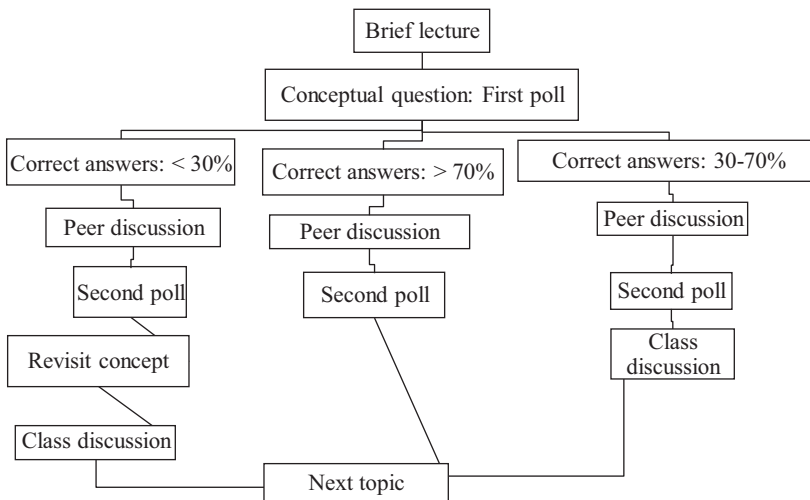 Brief lecture
Conceptual question: First poll
Correct answers: < 30%
Correct answers: > 70%
Correct answers: 30-70%
Peer discussion
Peer discussion
Peer discussion
Second poll
Second poll
Second poll
Revisit concept
Class
discussion
Class discussion
Next topic